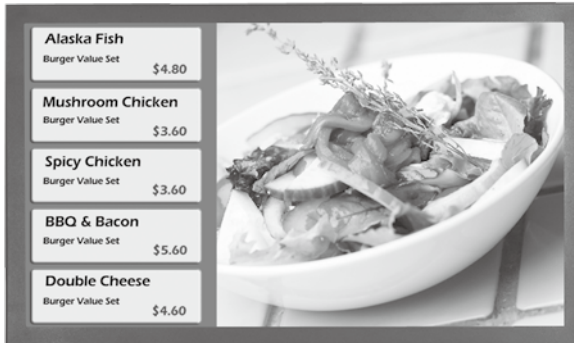 Alaska Fish
Burger Value Set
$4.80
Mushroom Chicken
Burger Value Set
$3.60
Spicy Chicken
Burger Value Set
$3.60
BBQ & Bacon
Burger Value Set
$5.60
Double Cheese
Burger Value Set
$4.60